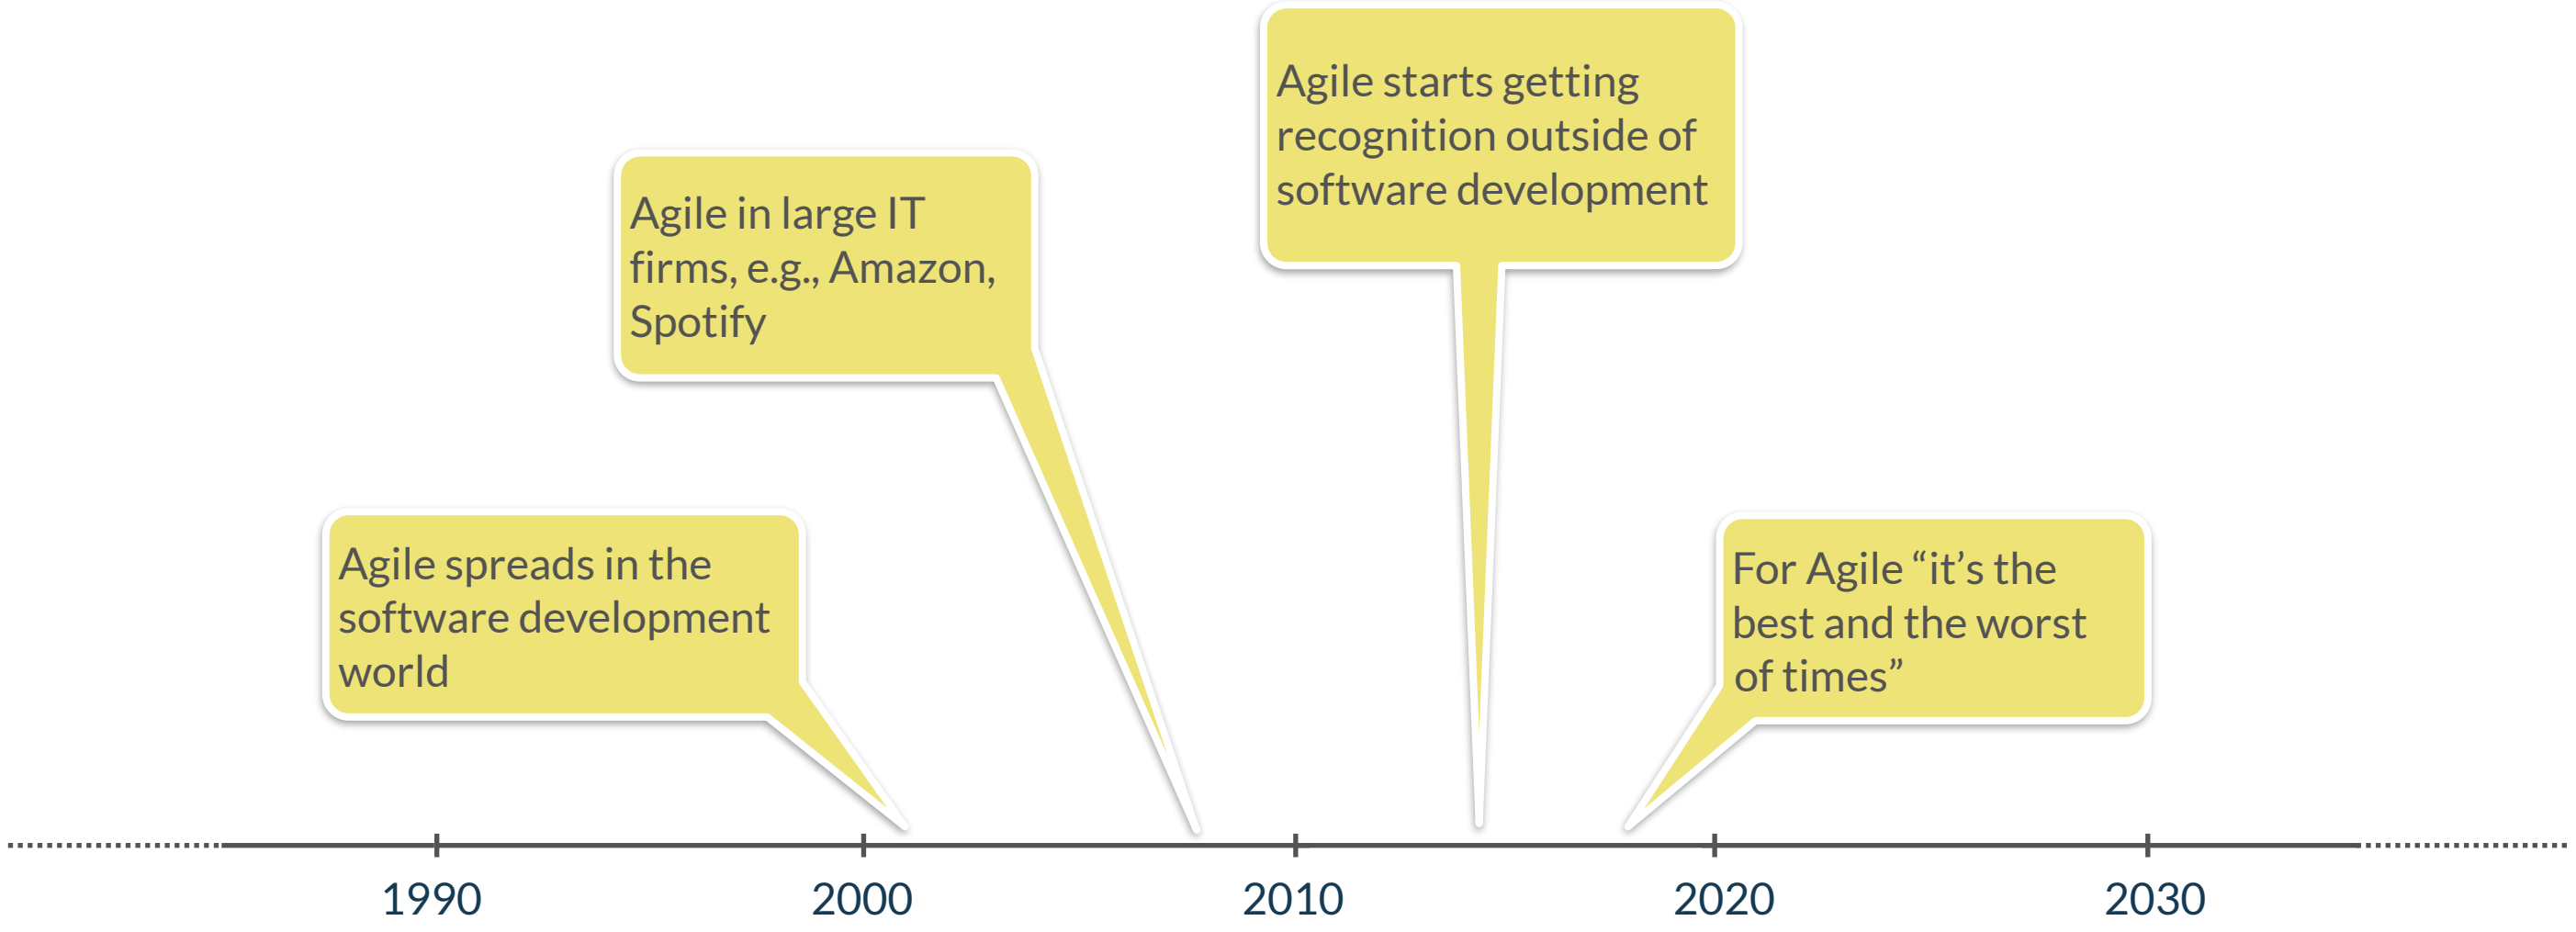 Agile starts getting
recognition outside of
software development
Agile in large IT
firms, e.g., Amazon,
Spotify
Agile spreads in the
software development
world
For Agile “it’s the
best and the worst
of times”
1990
2000
2010
2020
2030